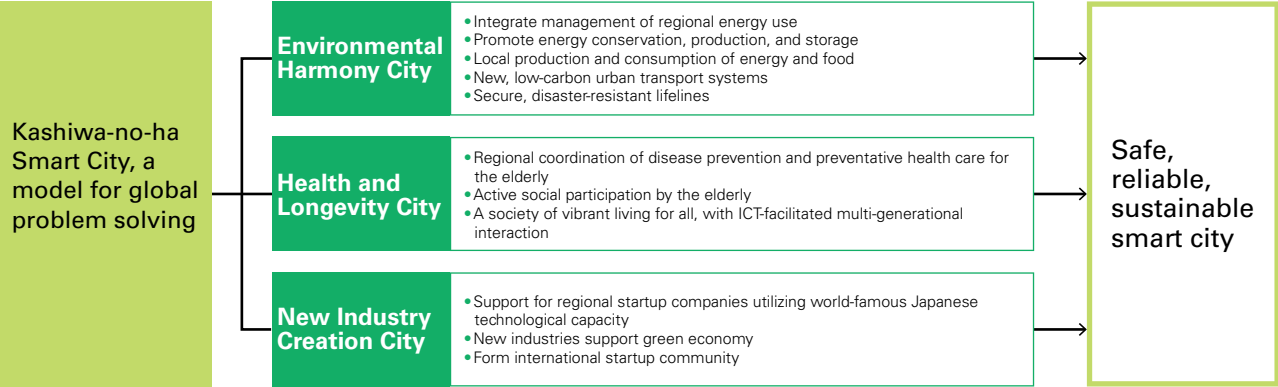 Kashiwa-no-ha
Smart City, a
model for global
problem solving
Environmental
Harmony City
• Integrate management of regional energy use
• Promote energy conservation, production, and storage
• Local production and consumption of energy and food
• New, low-carbon urban transport systems
• Secure, disaster-resistant lifelines
Health and
Longevity City
• Regional coordination of disease prevention and preventative health care for
the elderly
• Active social participation by the elderly
• A society of vibrant living for all, with ICT-facilitated multi-generational
interaction
New Industry
Creation City
• Support for regional startup companies utilizing world-famous Japanese
technological capacity
• New industries support green economy
• Form international startup community
Safe,
reliable,
sustainable
smart city